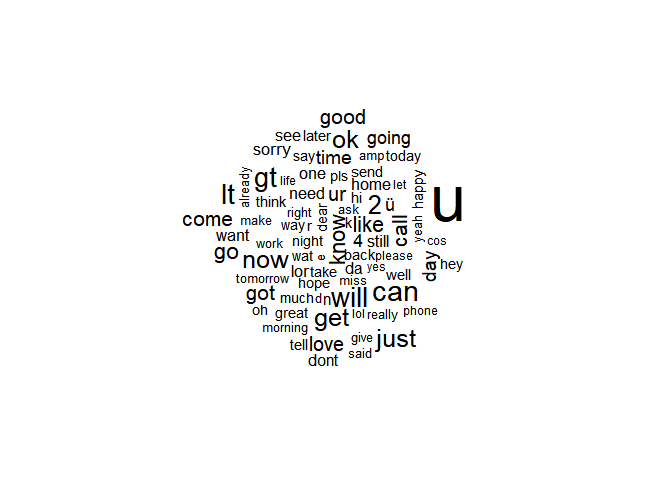 good
see later ok going
sorry say time amp today
already gt life one pls send
lt think need ur home let happy
hi 2 ü u
come make right dear ask
way r k like call yeah
want work night know 4 still cos
go now wat e back please day hey
tomorrow lor take da yes well
hope miss
got much d n will can
oh great get lol really phone
morning
tell love give just
dont said